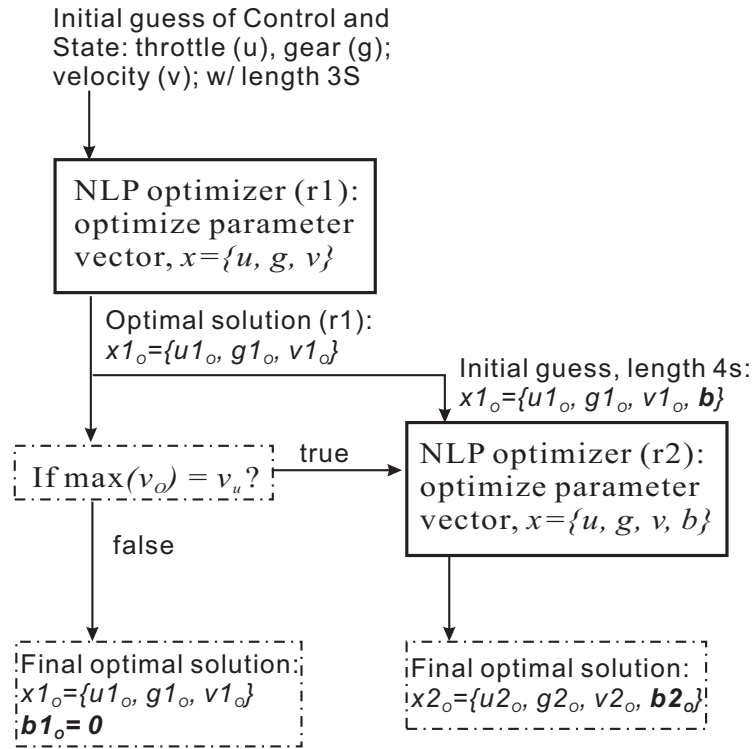 Initial guess of Control and
State: throttle (u), gear (g);
velocity (v); w/ length 3S
NLP optimizer (r1):
optimize parameter
vector, x={u, g, v}
Optimal solution (r1):
x1ₒ={u1ₒ, g1ₒ, v1ₒ}
Initial guess, length 4s:
x1ₒ={u1ₒ, g1ₒ, v1ₒ, b}
If max(vₒ) = vᵤ?
true
NLP optimizer (r2):
optimize parameter
vector, x={u, g, v, b}
false
Final optimal solution:
x1ₒ={u1ₒ, g1ₒ, v1ₒ}
b1ₒ= 0
Final optimal solution:
x2ₒ={u2ₒ, g2ₒ, v2ₒ, b2ₒ}